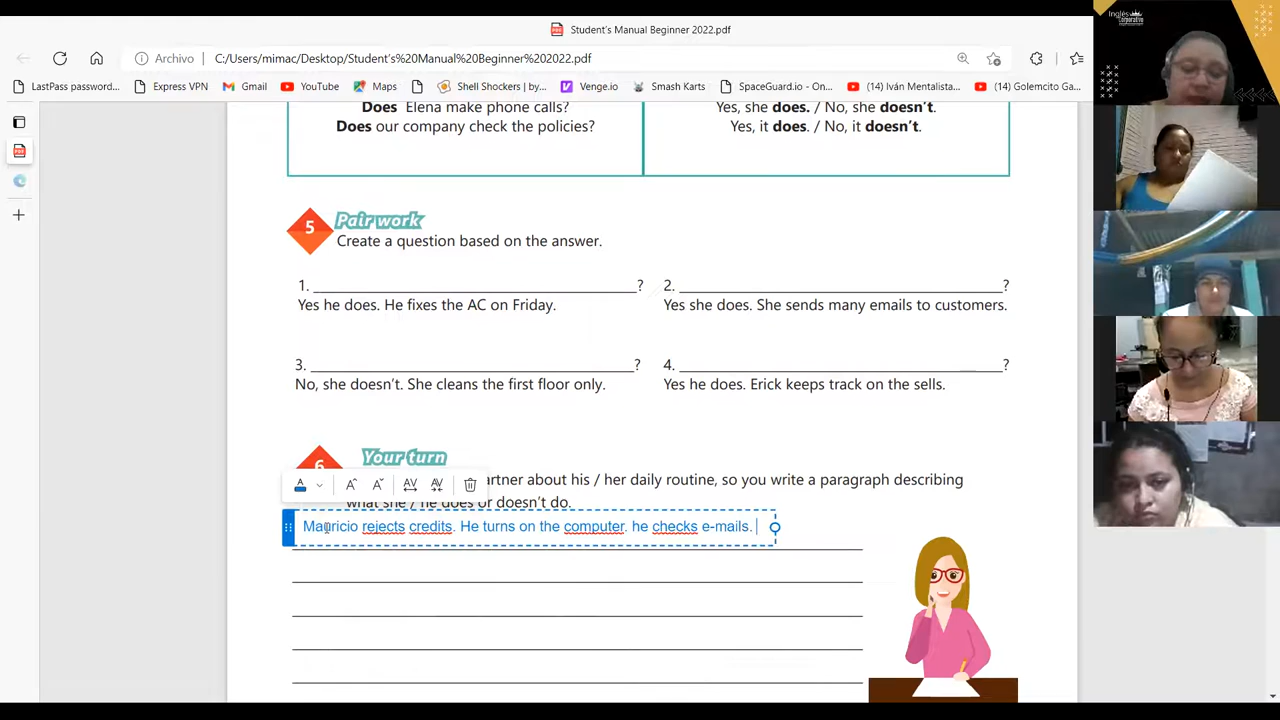 Student's Manual Beginner 2022.pdf
Archivo C:/Users/mimac/Desktop/Student's%20Manual%20Beginner%202022.pdf
LastPass password... Express VPN Gmail YouTube Maps Shell Shockers | by... Venge.io Smash Karts SpaceGuard.io - On... (14) Iván Mentalista... (14) Golemcito Ga...
Inglés
Corporativo
Does Elena make phone calls? Yes, she does. / No, she doesn't.
Does our company check the policies? Yes, it does. / No, it doesn't.
5 Pair work
Create a question based on the answer.
1. ______? 2. ______?
Yes he does. He fixes the AC on Friday. Yes she does. She sends many emails to customers.
3. ______? 4. ______?
No, she doesn't. She cleans the first floor only. Yes he does. Erick keeps track on the sells.
6 Your turn
artner about his / her daily routine, so you write a paragraph describing
what she / he does or doesn't do.
Mauricio rejects credits. He turns on the computer. he checks e-mails.